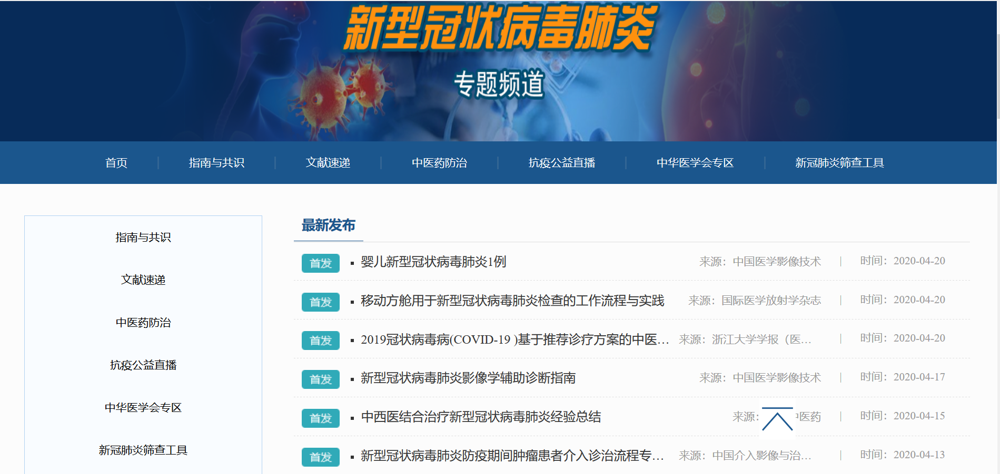 新型冠状病毒肺炎
专题频道
首页 指南与共识 文献速递 中医药防治 抗疫公益直播 中华医学会专区 新冠肺炎筛查工具
指南与共识
文献速递
中医药防治
抗疫公益直播
中华医学会专区
新冠肺炎筛查工具
最新发布
首发 ▪ 婴儿新型冠状病毒肺炎1例 来源：中国医学影像技术 | 时间：2020-04-20
首发 ▪ 移动方舱用于新型冠状病毒肺炎检查的工作流程与实践 来源：国际医学放射学杂志 | 时间：2020-04-20
首发 ▪ 2019冠状病毒病(COVID-19 )基于推荐诊疗方案的中医… 来源：浙江大学学报（医… | 时间：2020-04-20
首发 ▪ 新型冠状病毒肺炎影像学辅助诊断指南 来源：中国医学影像技术 | 时间：2020-04-17
首发 ▪ 中西医结合治疗新型冠状病毒肺炎经验总结 来源： 医药 | 时间：2020-04-15
首发 ▪ 新型冠状病毒肺炎防疫期间肿瘤患者介入诊治流程专… 来源：中国介入影像与治… | 时间：2020-04-13